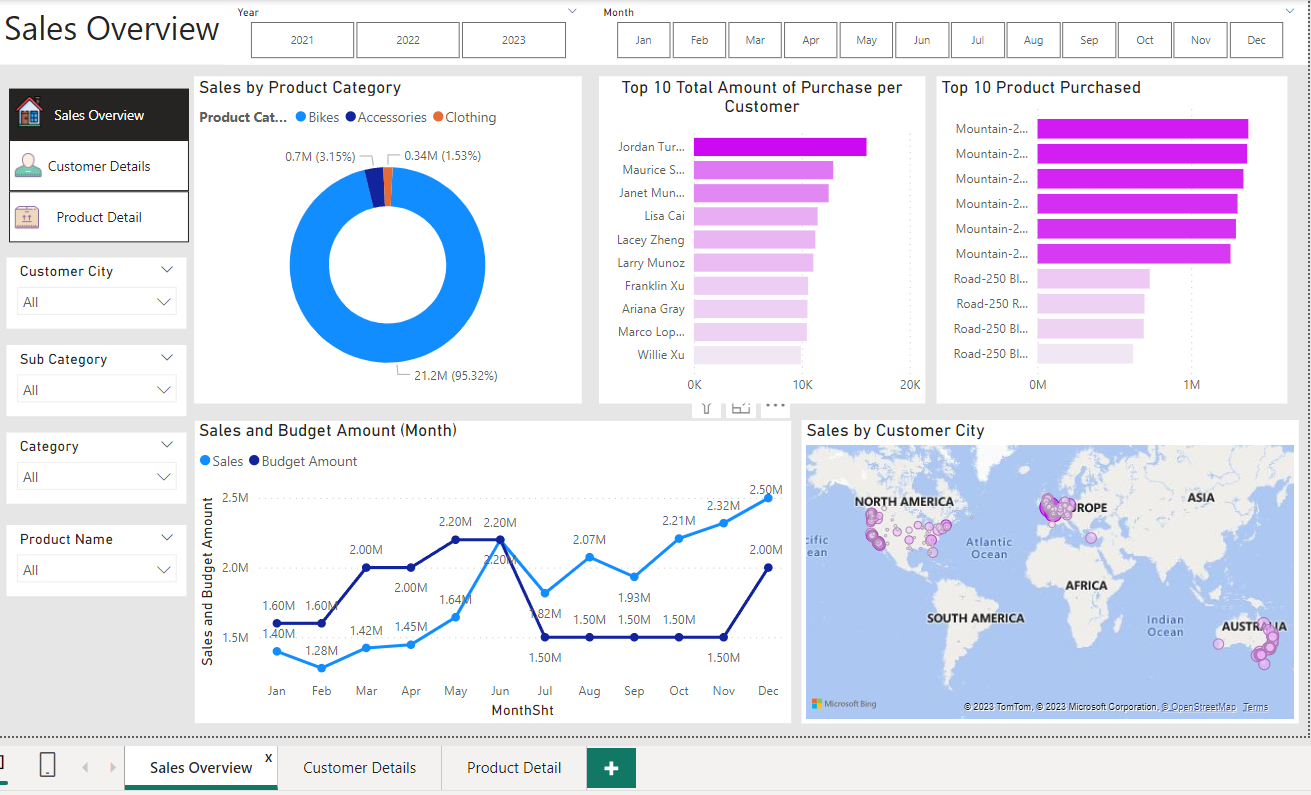 Sales Overview
Year
2021 2022 2023
Month
Jan Feb Mar Apr May Jun Jul Aug Sep Oct Nov Dec
Sales Overview
Customer Details
Product Detail
Customer City
All
Sub Category
All
Category
All
Product Name
All
Sales by Product Category
Product Cat... Bikes Accessories Clothing
0.7M (3.15%) 0.34M (1.53%)
21.2M (95.32%)
Top 10 Total Amount of Purchase per
Customer
Jordan Tur...
Maurice S...
Janet Mun...
Lisa Cai
Lacey Zheng
Larry Munoz
Franklin Xu
Ariana Gray
Marco Lop...
Willie Xu
0K 10K 20K
Top 10 Product Purchased
Mountain-2...
Mountain-2...
Mountain-2...
Mountain-2...
Mountain-2...
Mountain-2...
Road-250 Bl...
Road-250 R...
Road-250 Bl...
Road-250 Bl...
0M 1M
Sales and Budget Amount (Month)
Sales Budget Amount
Sales and Budget Amount
2.5M
2.0M
1.5M
1.60M 1.60M 2.00M 2.00M 2.20M 2.20M 1.50M 1.50M 1.50M 1.50M 1.50M 2.00M
1.40M 1.28M 1.42M 1.45M 1.64M 2.20M .82M 2.07M 1.93M 2.21M 2.32M 2.50M
Jan Feb Mar Apr May Jun Jul Aug Sep Oct Nov Dec
MonthSht
Sales by Customer City
NORTH AMERICA
ROPE
ASIA
cific
ean
Atlantic
Ocean
AFRICA
SOUTH AMERICA
Indian
Ocean
AUSTRALIA
Microsoft Bing
© 2023 TomTom, © 2023 Microsoft Corporation, © OpenStreetMap Terms
Sales Overview x
Customer Details
Product Detail
+